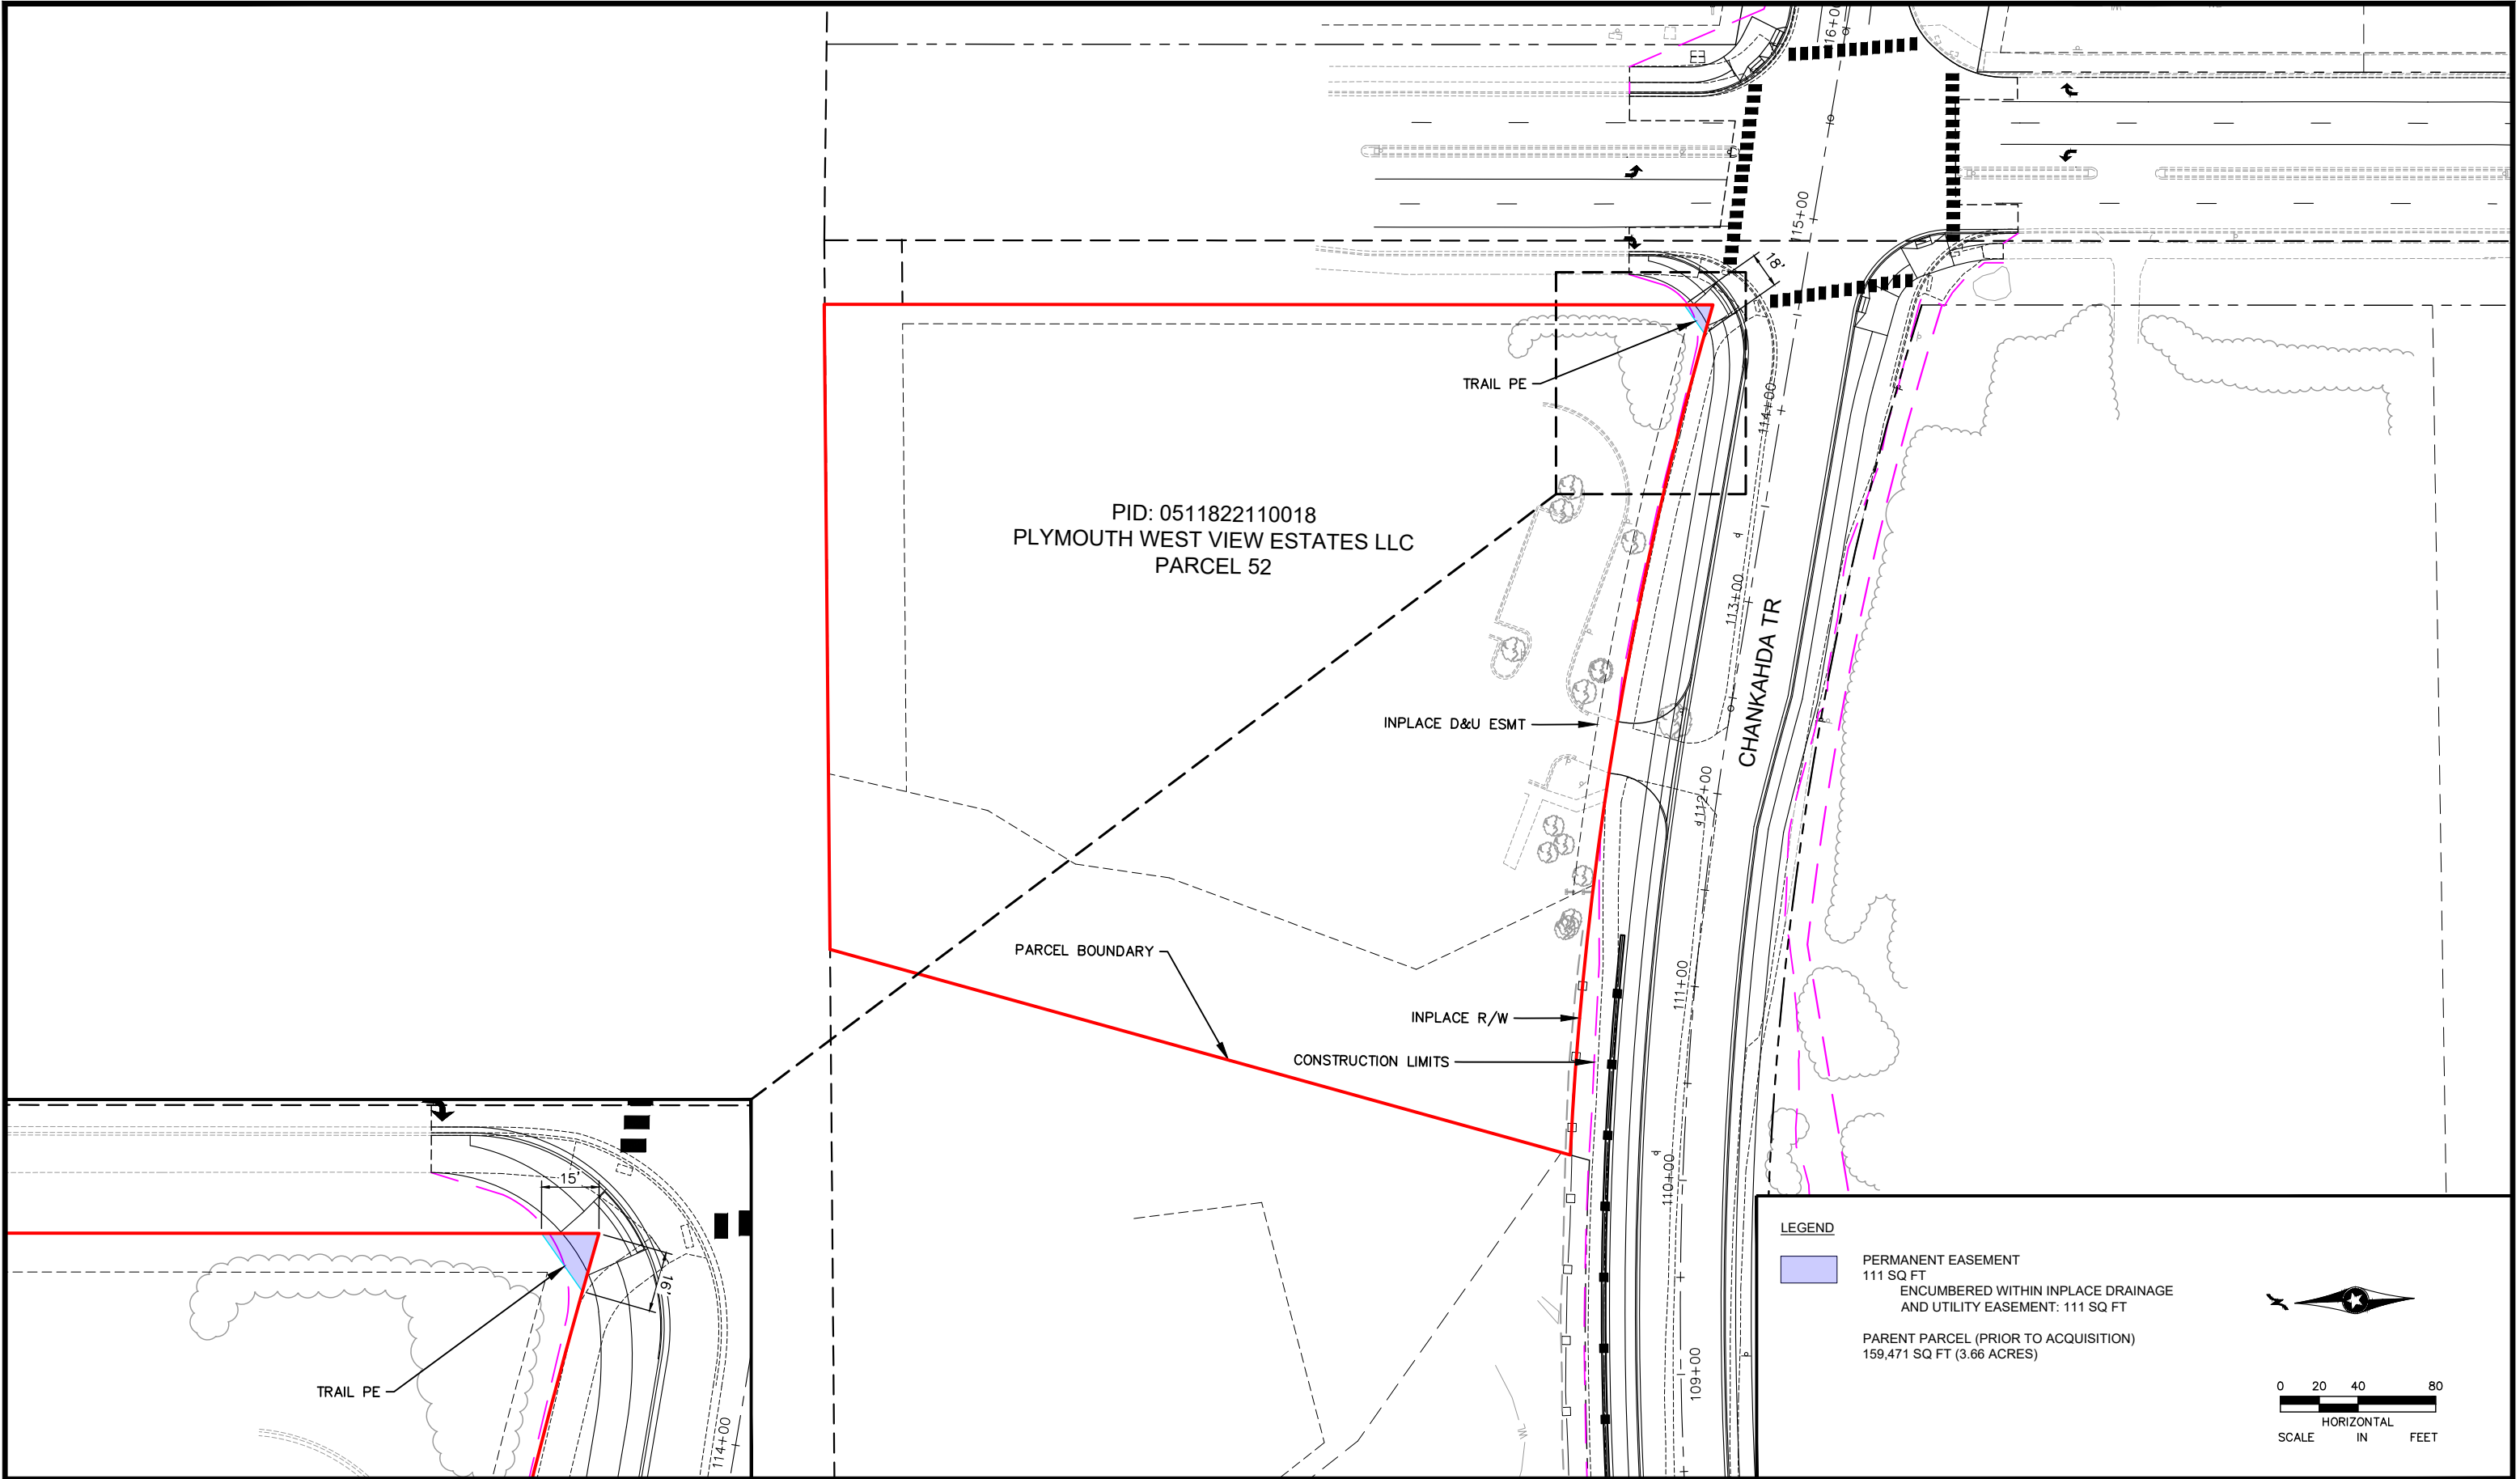 116+00
115+00
18'
TRAIL PE
114+00
PID: 0511822110018
PLYMOUTH WEST VIEW ESTATES LLC
PARCEL 52
113+00
CHANKAHDA TR
INPLACE D&U ESMT
112+00
PARCEL BOUNDARY
111+00
INPLACE R/W
CONSTRUCTION LIMITS
110+00
109+00
15'
16'
TRAIL PE
114+00
LEGEND
PERMANENT EASEMENT
111 SQ FT
ENCUMBERED WITHIN INPLACE DRAINAGE
AND UTILITY EASEMENT: 111 SQ FT
PARENT PARCEL (PRIOR TO ACQUISITION)
159,471 SQ FT (3.66 ACRES)
N
0 20 40 80
HORIZONTAL
SCALE IN FEET